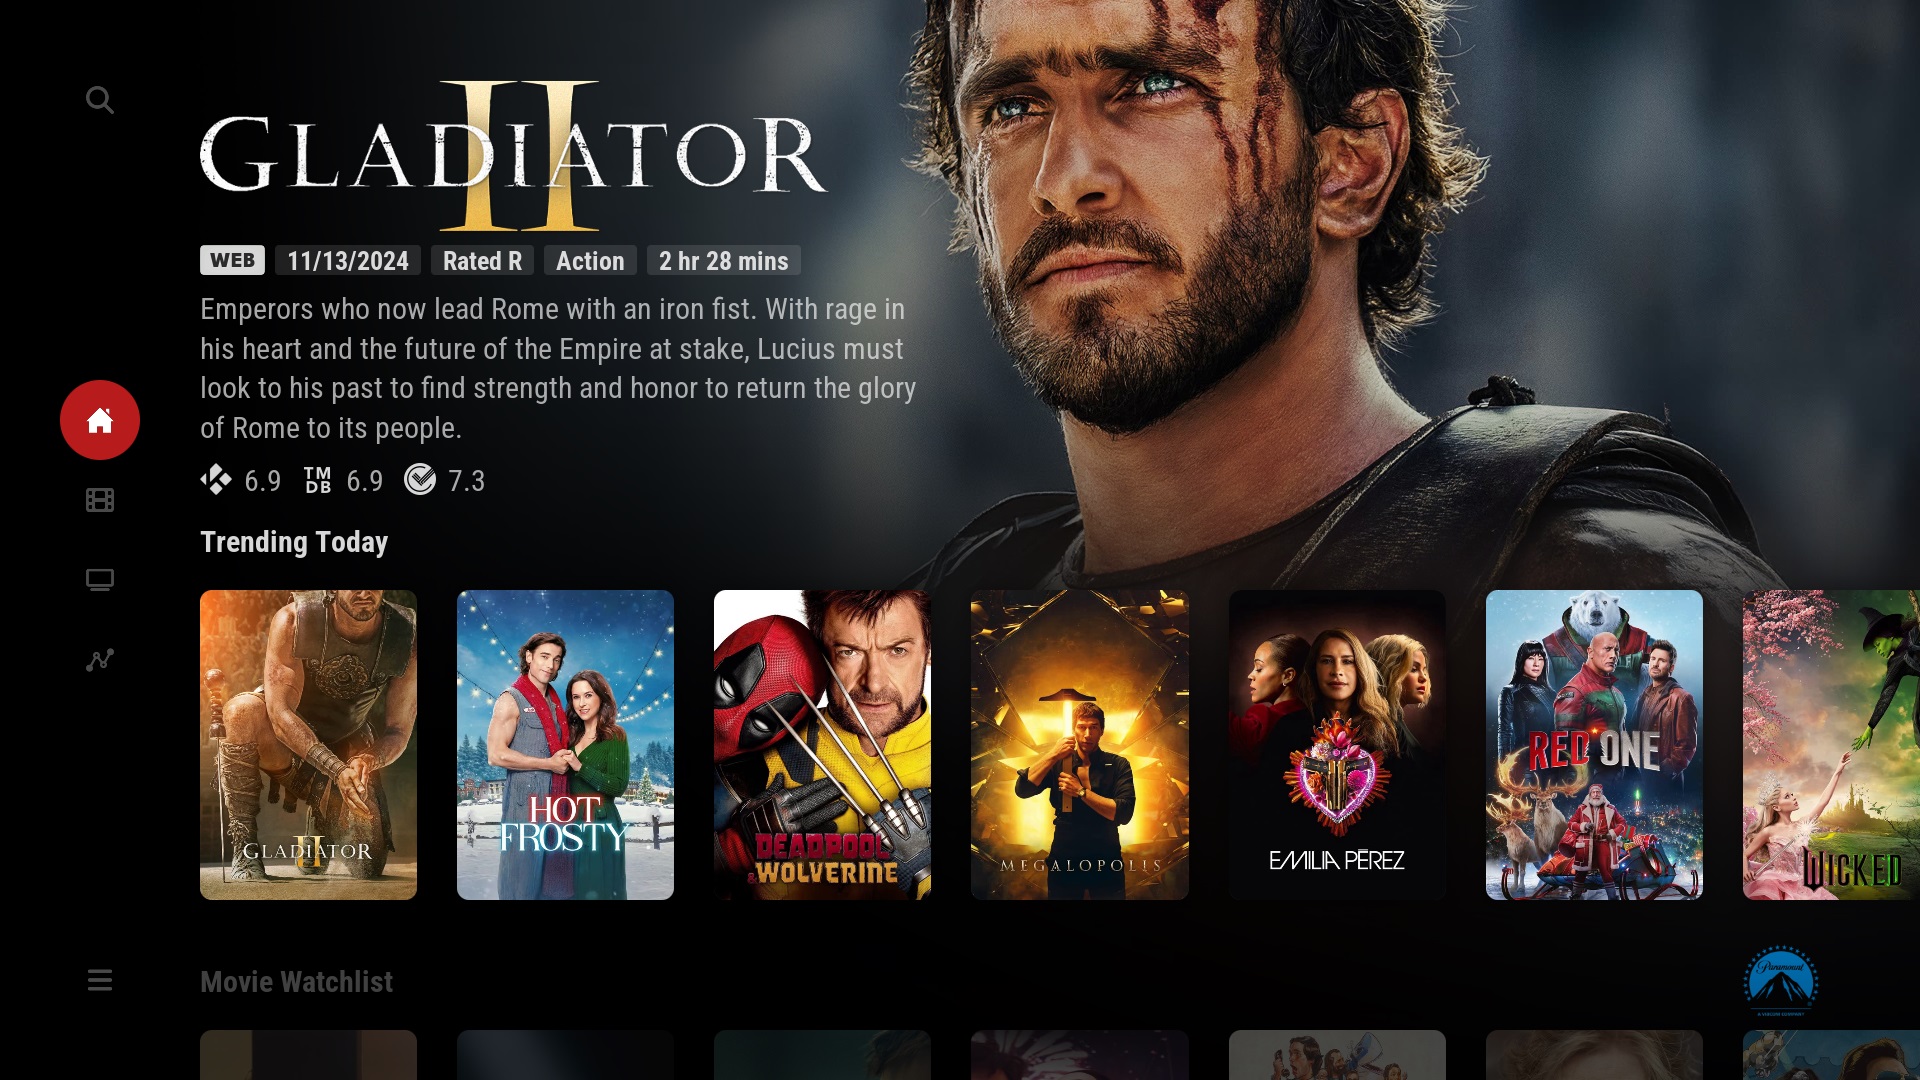 GLADIATOR
II
WEB 11/13/2024 Rated R Action 2 hr 28 mins
Emperors who now lead Rome with an iron fist. With rage in
his heart and the future of the Empire at stake, Lucius must
look to his past to find strength and honor to return the glory
of Rome to its people.
6.9 TMDB 6.9 7.3
Trending Today
GLADIATOR
II
HOT
FROSTY
DEADPOOL
&WOLVERINE
MEGALOPOLIS
EMILIA PÉREZ
RED ONE
WICKED
Movie Watchlist
Paramount
A VIACOM COMPANY